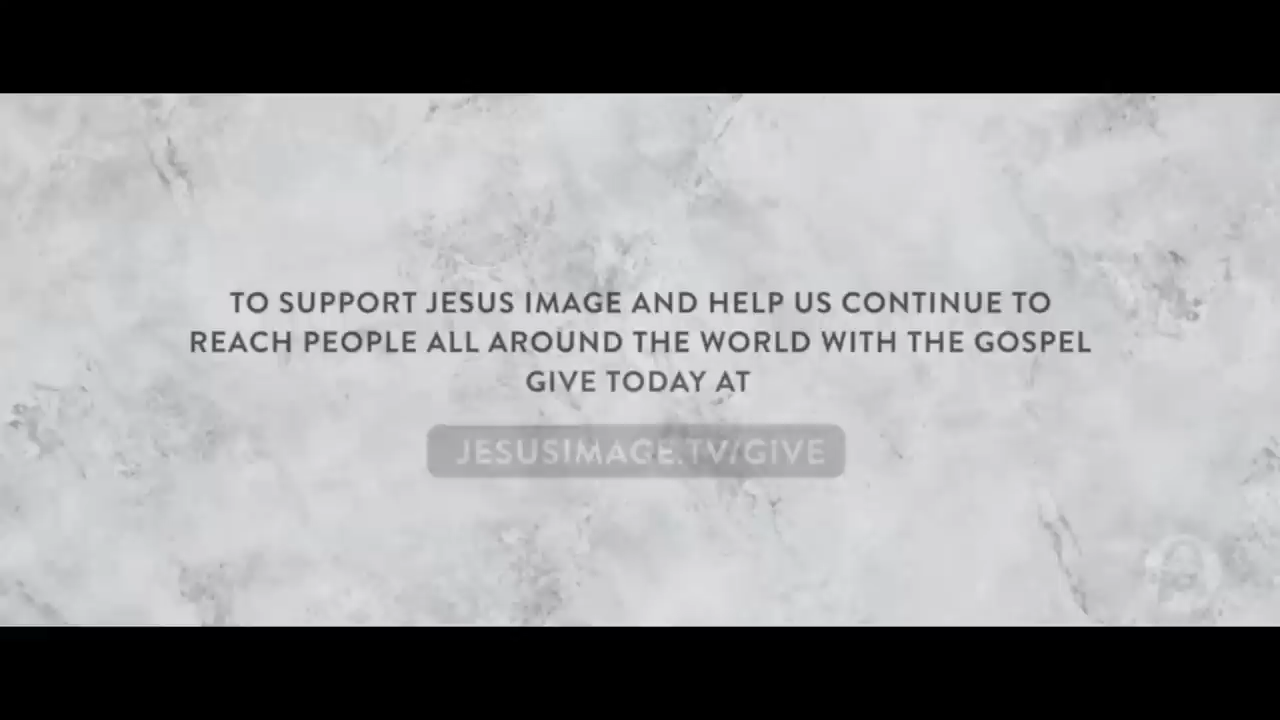 TO SUPPORT JESUS IMAGE AND HELP US CONTINUE TO
REACH PEOPLE ALL AROUND THE WORLD WITH THE GOSPEL
GIVE TODAY AT
JESUSIMAGE.TV/GIVE